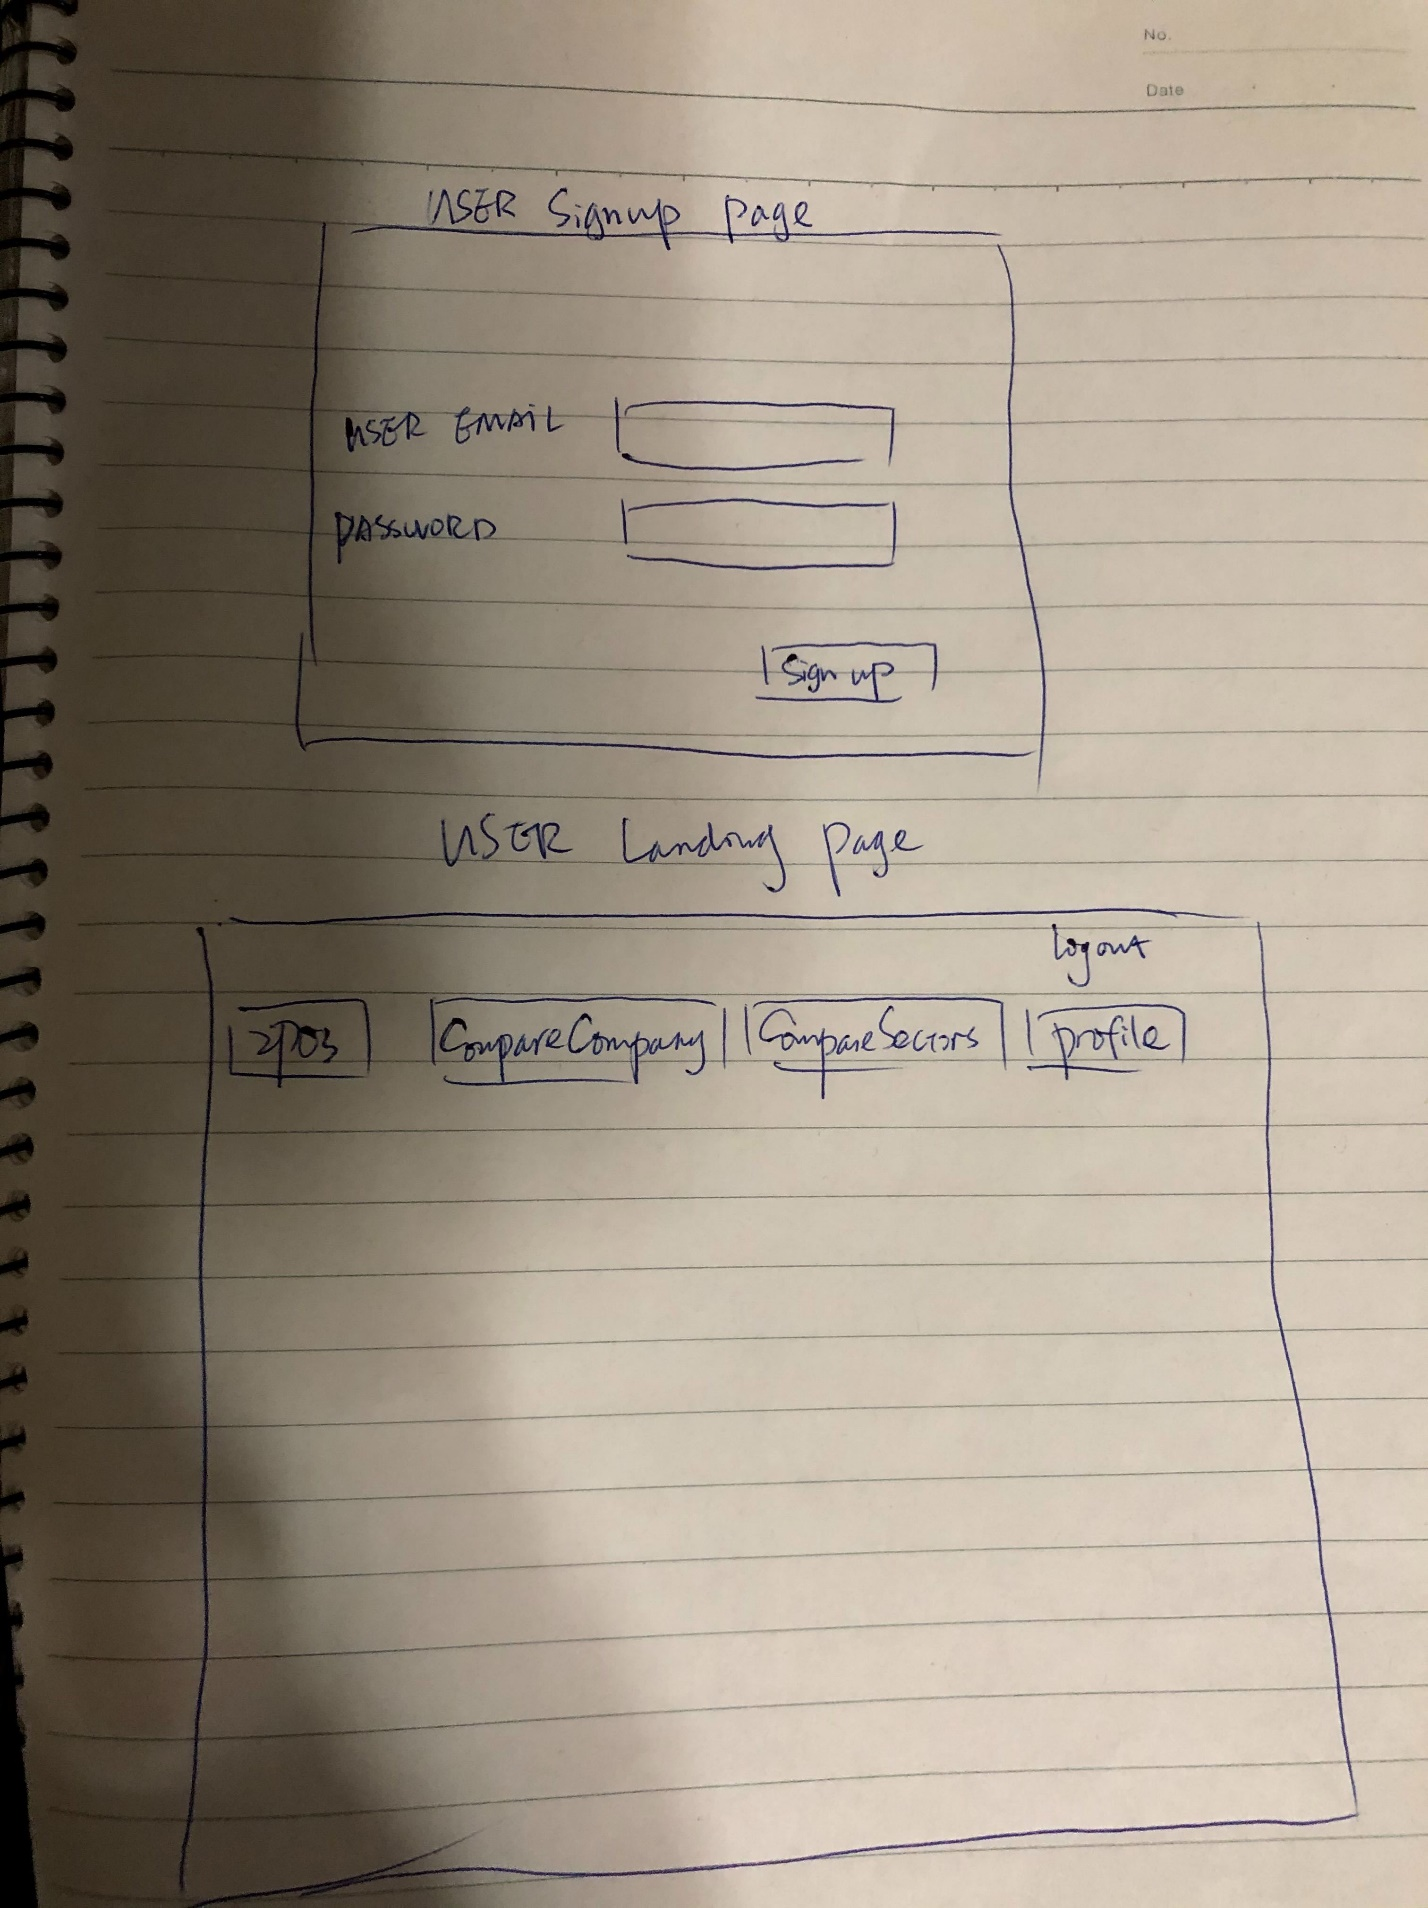 No.
Date
USER Signup page
USER EMAIL
PASSWORD
Sign up
USER Landing page
logout
IPOs CompareCompany CompareSectors profile